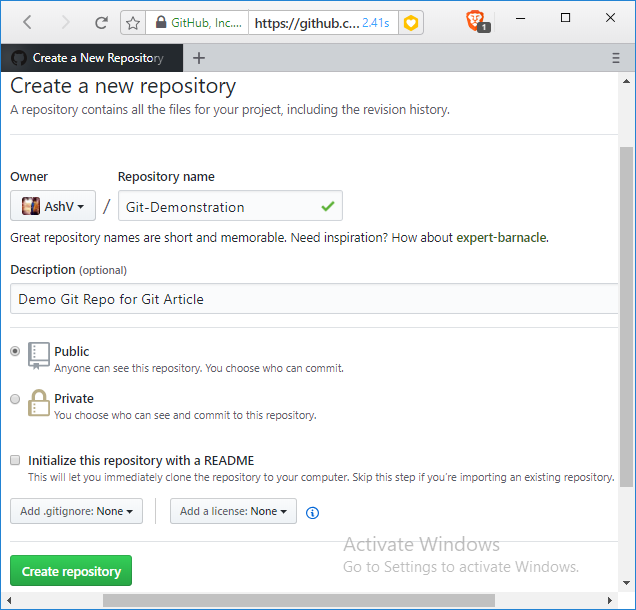 GitHub, Inc.... https://github.c... 2.41s 1
Create a New Repository
Create a new repository
A repository contains all the files for your project, including the revision history.
Owner Repository name
AshV / Git-Demonstration
Great repository names are short and memorable. Need inspiration? How about expert-barnacle.
Description (optional)
Demo Git Repo for Git Article
Public
Anyone can see this repository. You choose who can commit.
Private
You choose who can see and commit to this repository.
Initialize this repository with a README
This will let you immediately clone the repository to your computer. Skip this step if you're importing an existing repository.
Add .gitignore: None Add a license: None
Activate Windows
Go to Settings to activate Windows.
Create repository